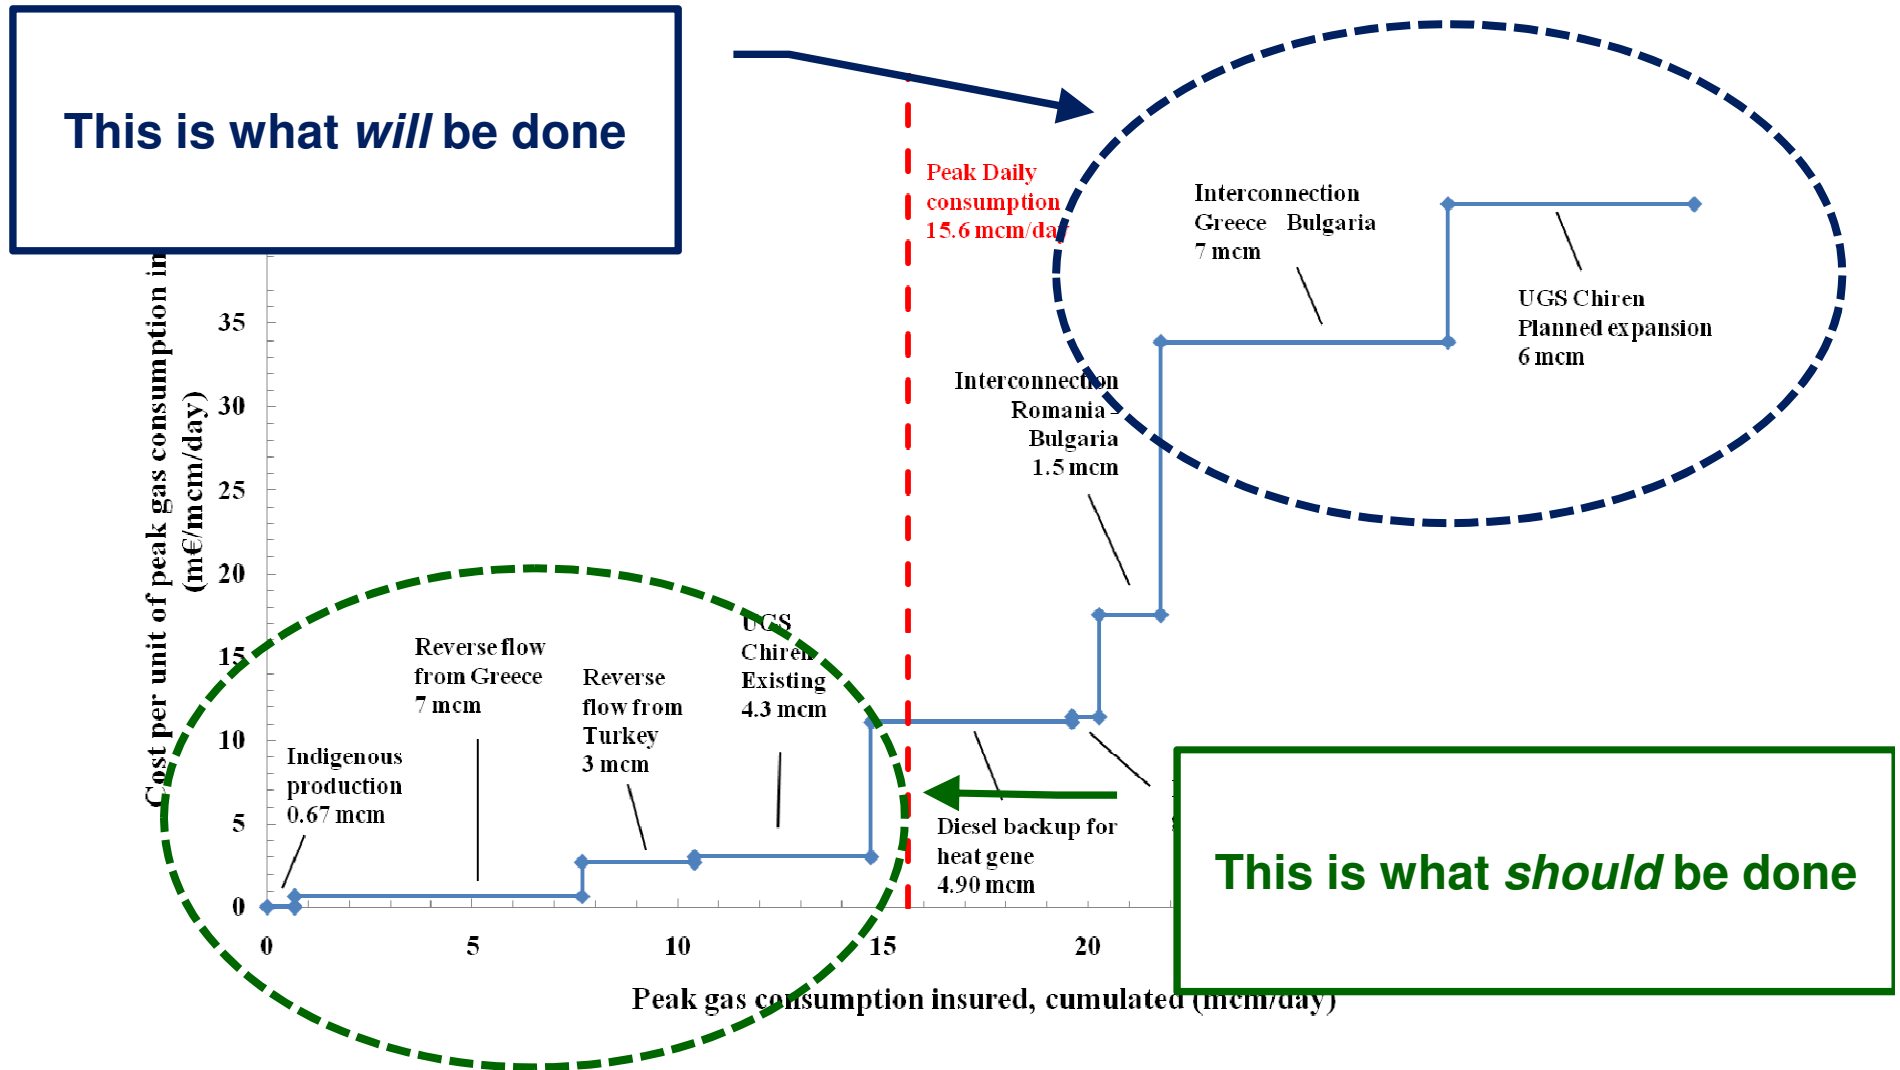 This is what will be done
Peak Daily
consumption
15.6 mcm/day
Interconnection
Greece Bulgaria
7 mcm
UGS Chiren
Planned expansion
6 mcm
Interconnection
Romania –
Bulgaria
1.5 mcm
Cost per unit of peak gas consumption in
(m€/mcm/day)
35
30
25
20
15
10
5
0
Reverse flow
from Greece
7 mcm
Reverse
flow from
Turkey
3 mcm
UGS
Chiren
Existing
4.3 mcm
Indigenous
production
0.67 mcm
Diesel backup for
heat gene
4.90 mcm
This is what should be done
0
5
10
15
20
Peak gas consumption insured, cumulated (mcm/day)